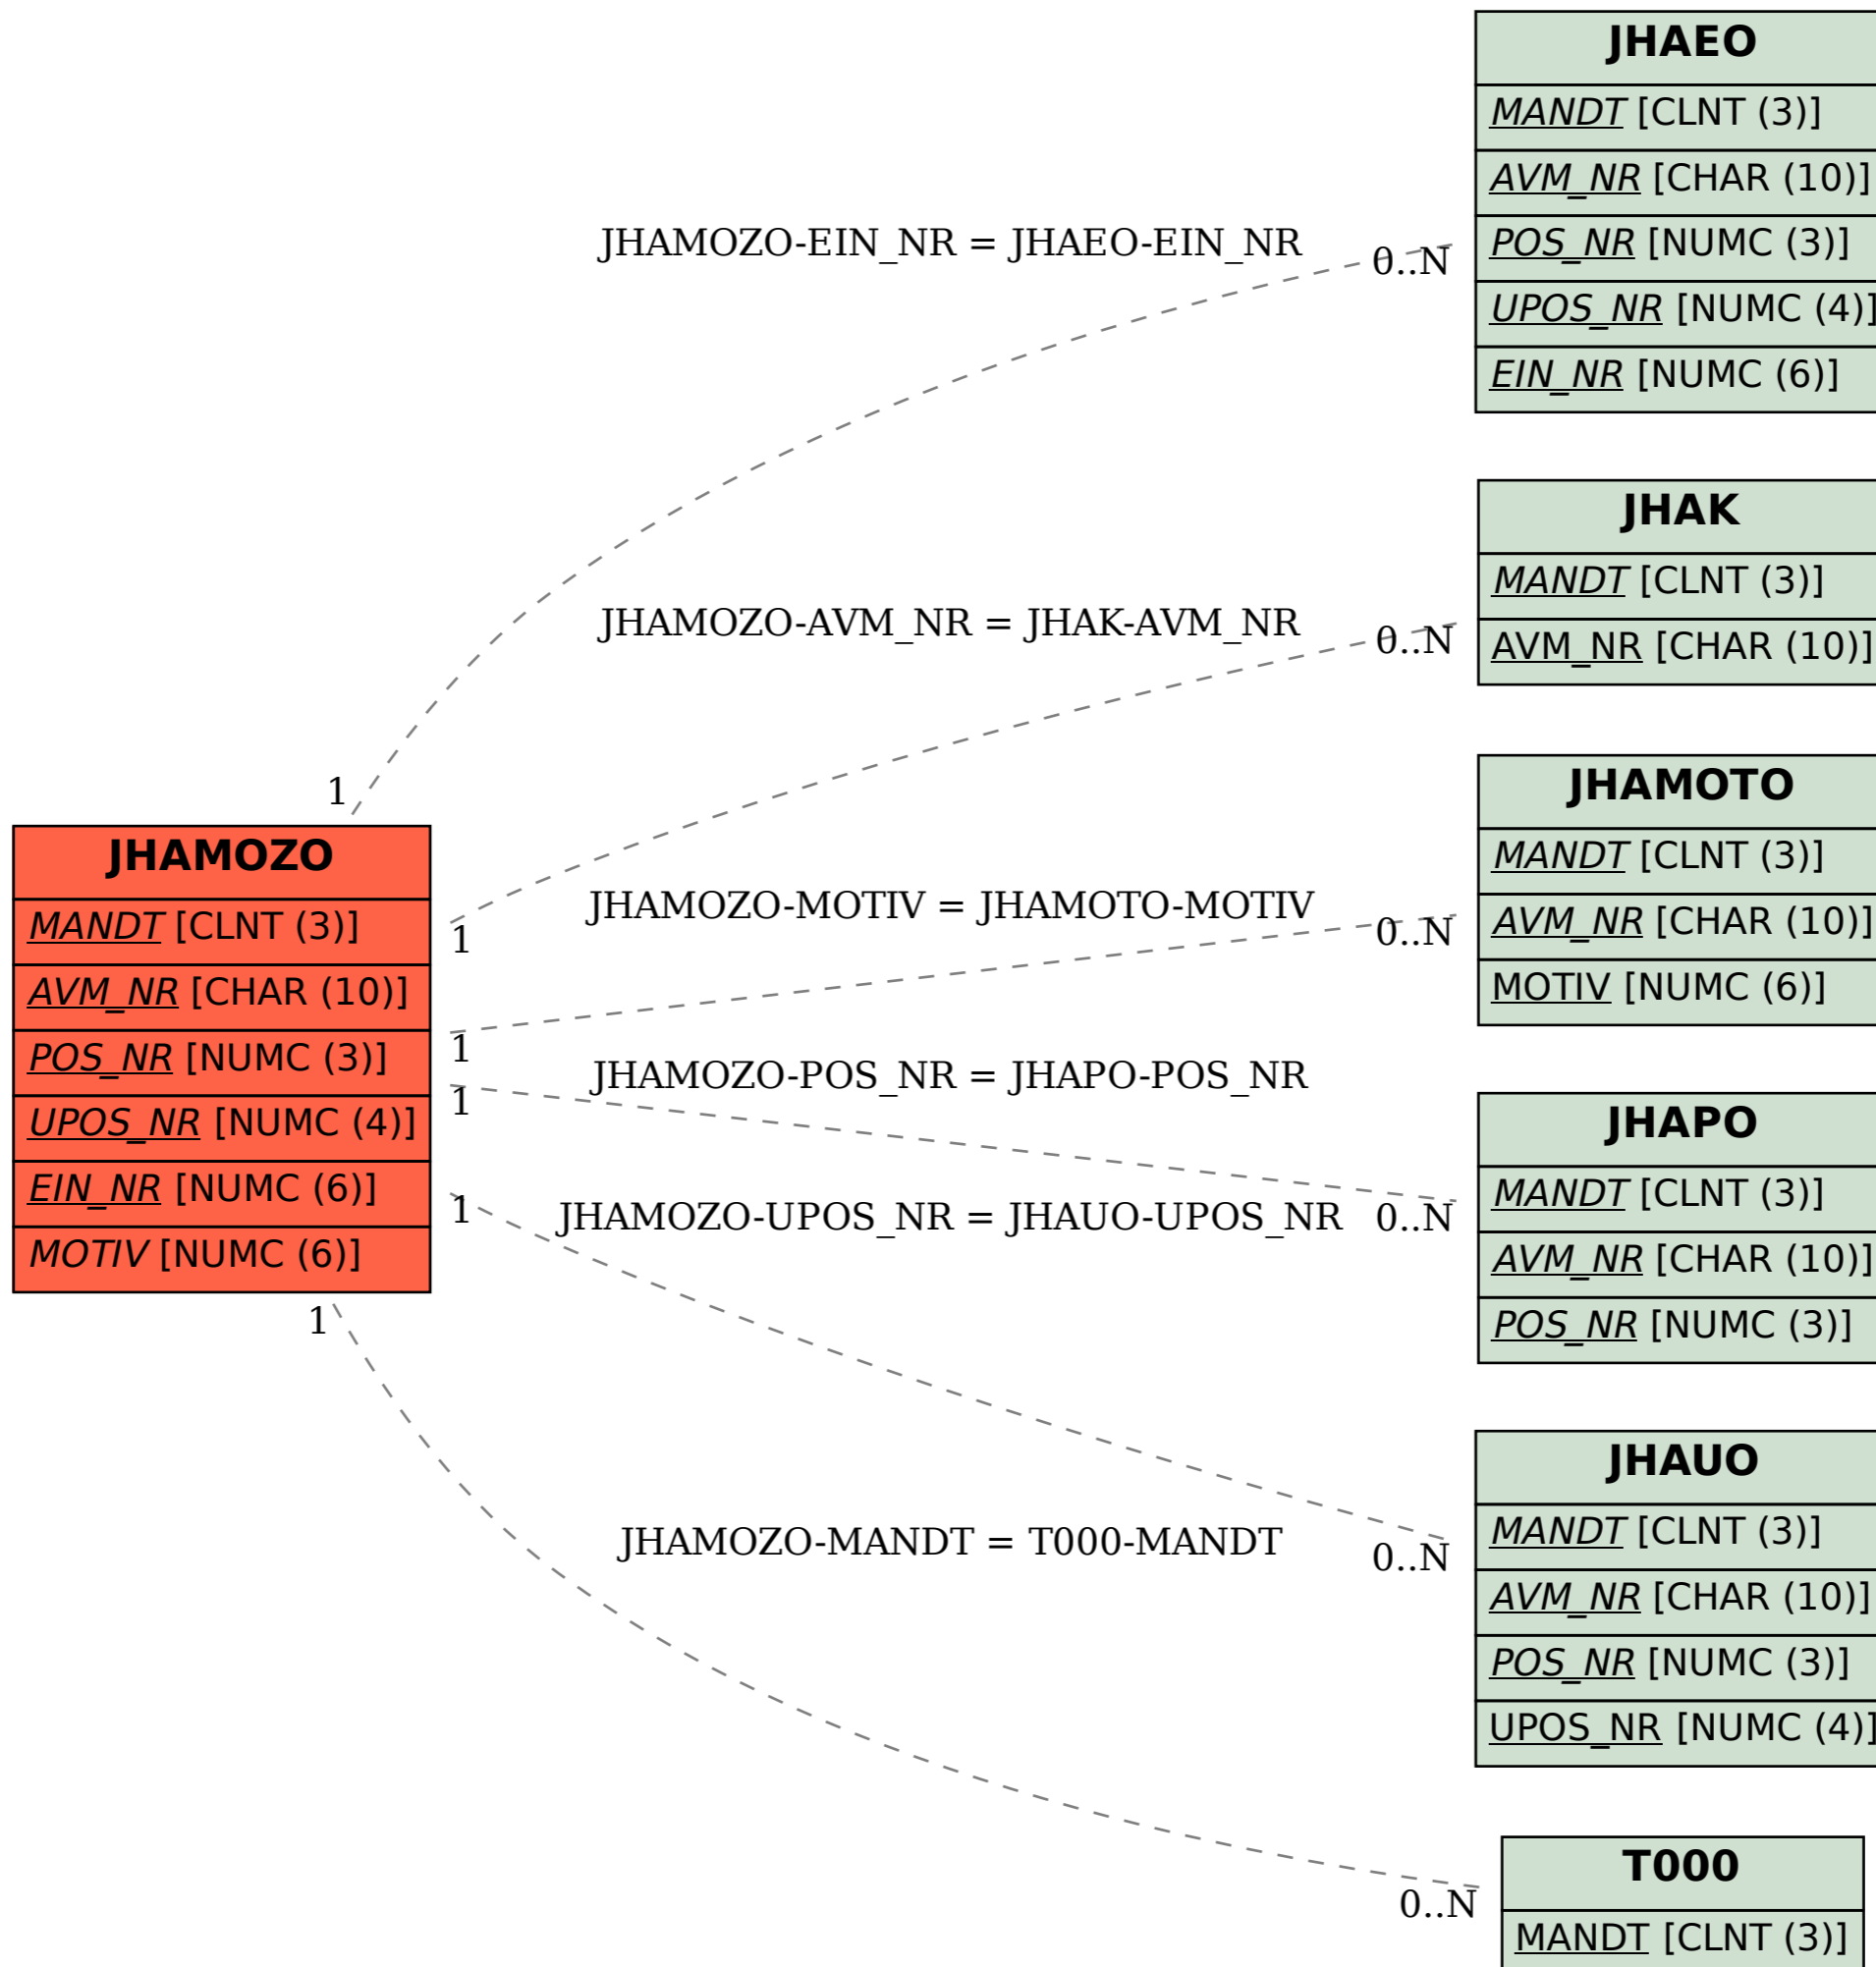 JHAEO
MANDT [CLNT (3)]
AVM_NR [CHAR (10)]
POS_NR [NUMC (3)]
UPOS_NR [NUMC (4)]
EIN_NR [NUMC (6)]
JHAMOZO-EIN_NR = JHAEO-EIN_NR
0..N
1
JHAK
MANDT [CLNT (3)]
AVM_NR [CHAR (10)]
JHAMOZO-AVM_NR = JHAK-AVM_NR
0..N
1
JHAMOTO
MANDT [CLNT (3)]
AVM_NR [CHAR (10)]
MOTIV [NUMC (6)]
JHAMOZO-MOTIV = JHAMOTO-MOTIV
0..N
1
JHAMOZO
MANDT [CLNT (3)]
AVM_NR [CHAR (10)]
POS_NR [NUMC (3)]
UPOS_NR [NUMC (4)]
EIN_NR [NUMC (6)]
MOTIV [NUMC (6)]
JHAMOZO-POS_NR = JHAPO-POS_NR
1
0..N
JHAPO
MANDT [CLNT (3)]
AVM_NR [CHAR (10)]
POS_NR [NUMC (3)]
JHAMOZO-UPOS_NR = JHAUO-UPOS_NR
1
0..N
JHAUO
MANDT [CLNT (3)]
AVM_NR [CHAR (10)]
POS_NR [NUMC (3)]
UPOS_NR [NUMC (4)]
JHAMOZO-MANDT = T000-MANDT
1
0..N
T000
MANDT [CLNT (3)]